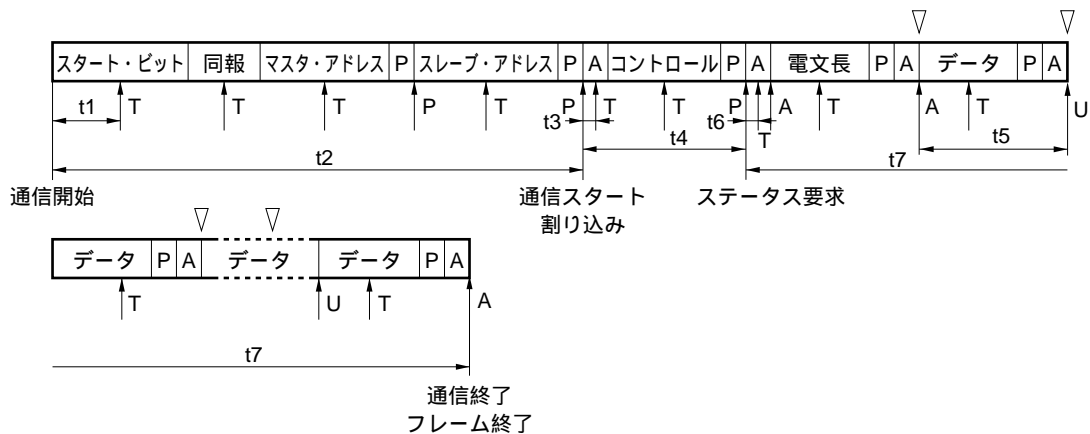 スタート・ビット 同報 マスタ・アドレス P スレーブ・アドレス P A コントロール P A 電文長 P A データ P A
t1 T T T P T P T T P A T A T U
t3 t6 T
t2 t4 t5
t7
通信開始 通信スタート ステータス要求
割り込み
データ P A データ データ P A
T U T A
t7
通信終了
フレーム終了